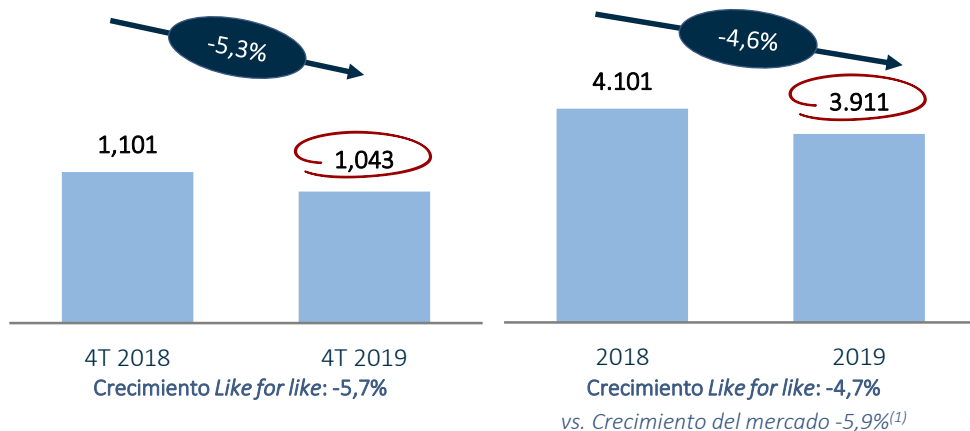 -5,3%
1,101
1,043
4T 2018
4T 2019
Crecimiento Like for like: -5,7%
-4,6%
4.101
3.911
2018
2019
Crecimiento Like for like: -4,7%
vs. Crecimiento del mercado -5,9%(1)